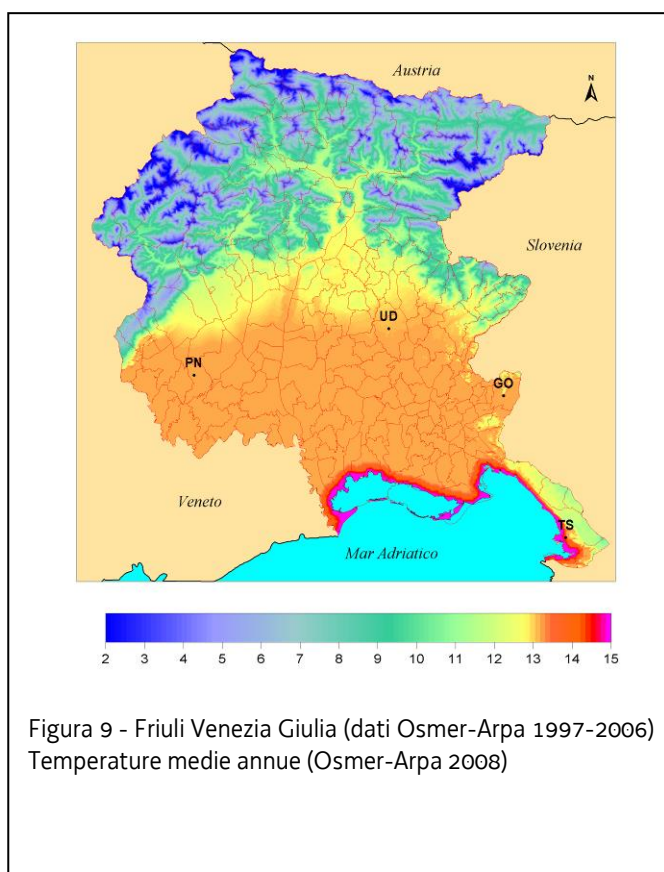 Austria
N
Slovenia
UD
PN
GO
Veneto
TS
Mar Adriatico
2 3 4 5 6 7 8 9 10 11 12 13 14 15
Figura 9 - Friuli Venezia Giulia (dati Osmer-Arpa 1997-2006)
Temperature medie annue (Osmer-Arpa 2008)